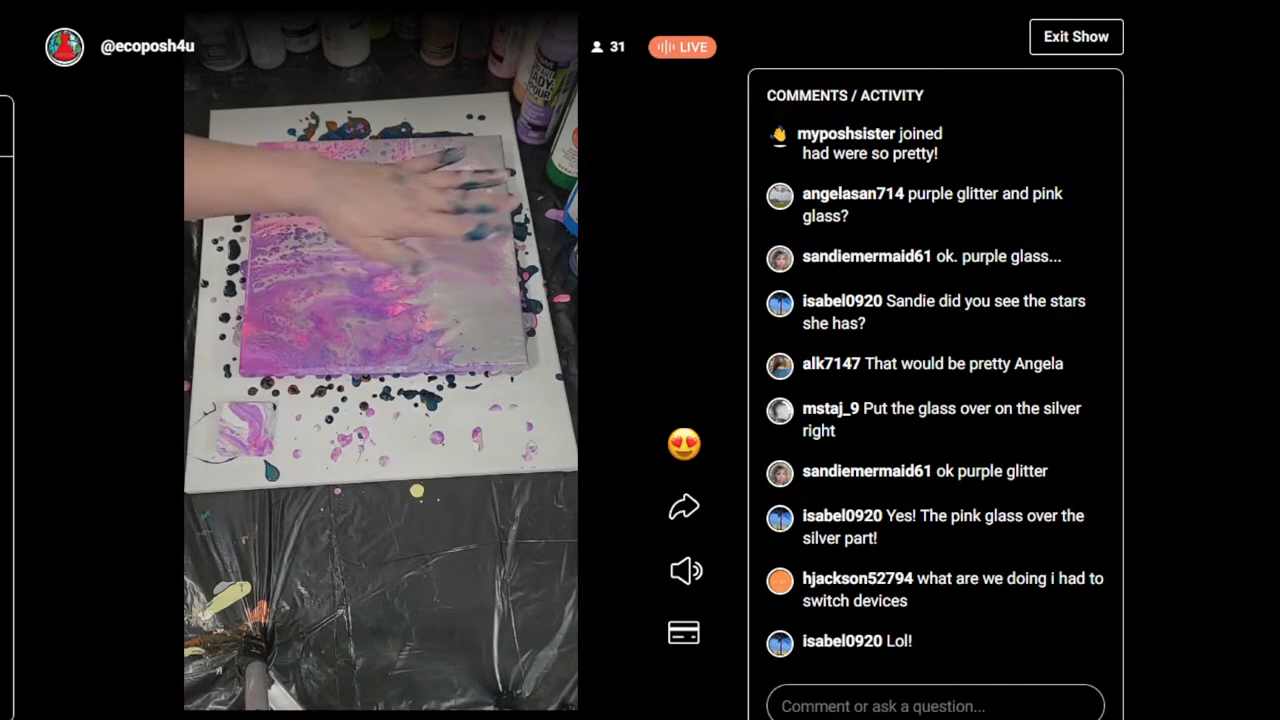 @ecoposh4u
31
LIVE
Exit Show
COMMENTS / ACTIVITY
myposhsister joined
had were so pretty!
angelasan714 purple glitter and pink
glass?
sandiemermaid61 ok. purple glass...
isabel0920 Sandie did you see the stars
she has?
alk7147 That would be pretty Angela
mstaj_9 Put the glass over on the silver
right
sandiemermaid61 ok purple glitter
isabel0920 Yes! The pink glass over the
silver part!
hjackson52794 what are we doing i had to
switch devices
isabel0920 Lol!
Comment or ask a question...